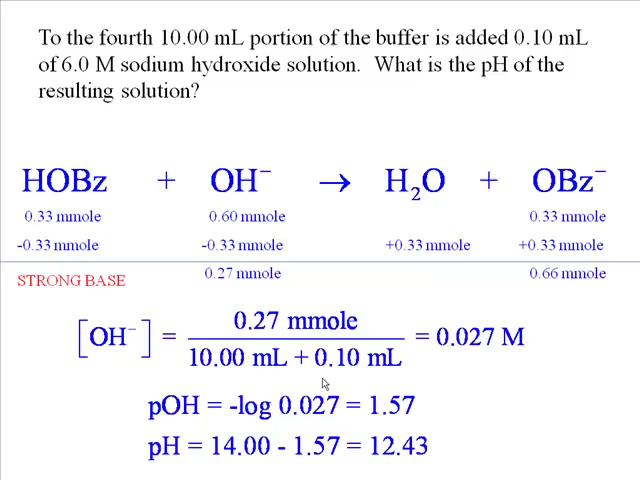 To the fourth 10.00 mL portion of the buffer is added 0.10 mL
of 6.0 M sodium hydroxide solution.  What is the pH of the
resulting solution?
HOBz + OH⁻ → H₂O + OBz⁻
0.33 mmole 0.60 mmole 0.33 mmole
-0.33 mmole -0.33 mmole +0.33 mmole +0.33 mmole
STRONG BASE 0.27 mmole 0.66 mmole
0.27 mmole
[OH⁻] = = 0.027 M
10.00 mL + 0.10 mL
pOH = -log 0.027 = 1.57
pH = 14.00 - 1.57 = 12.43